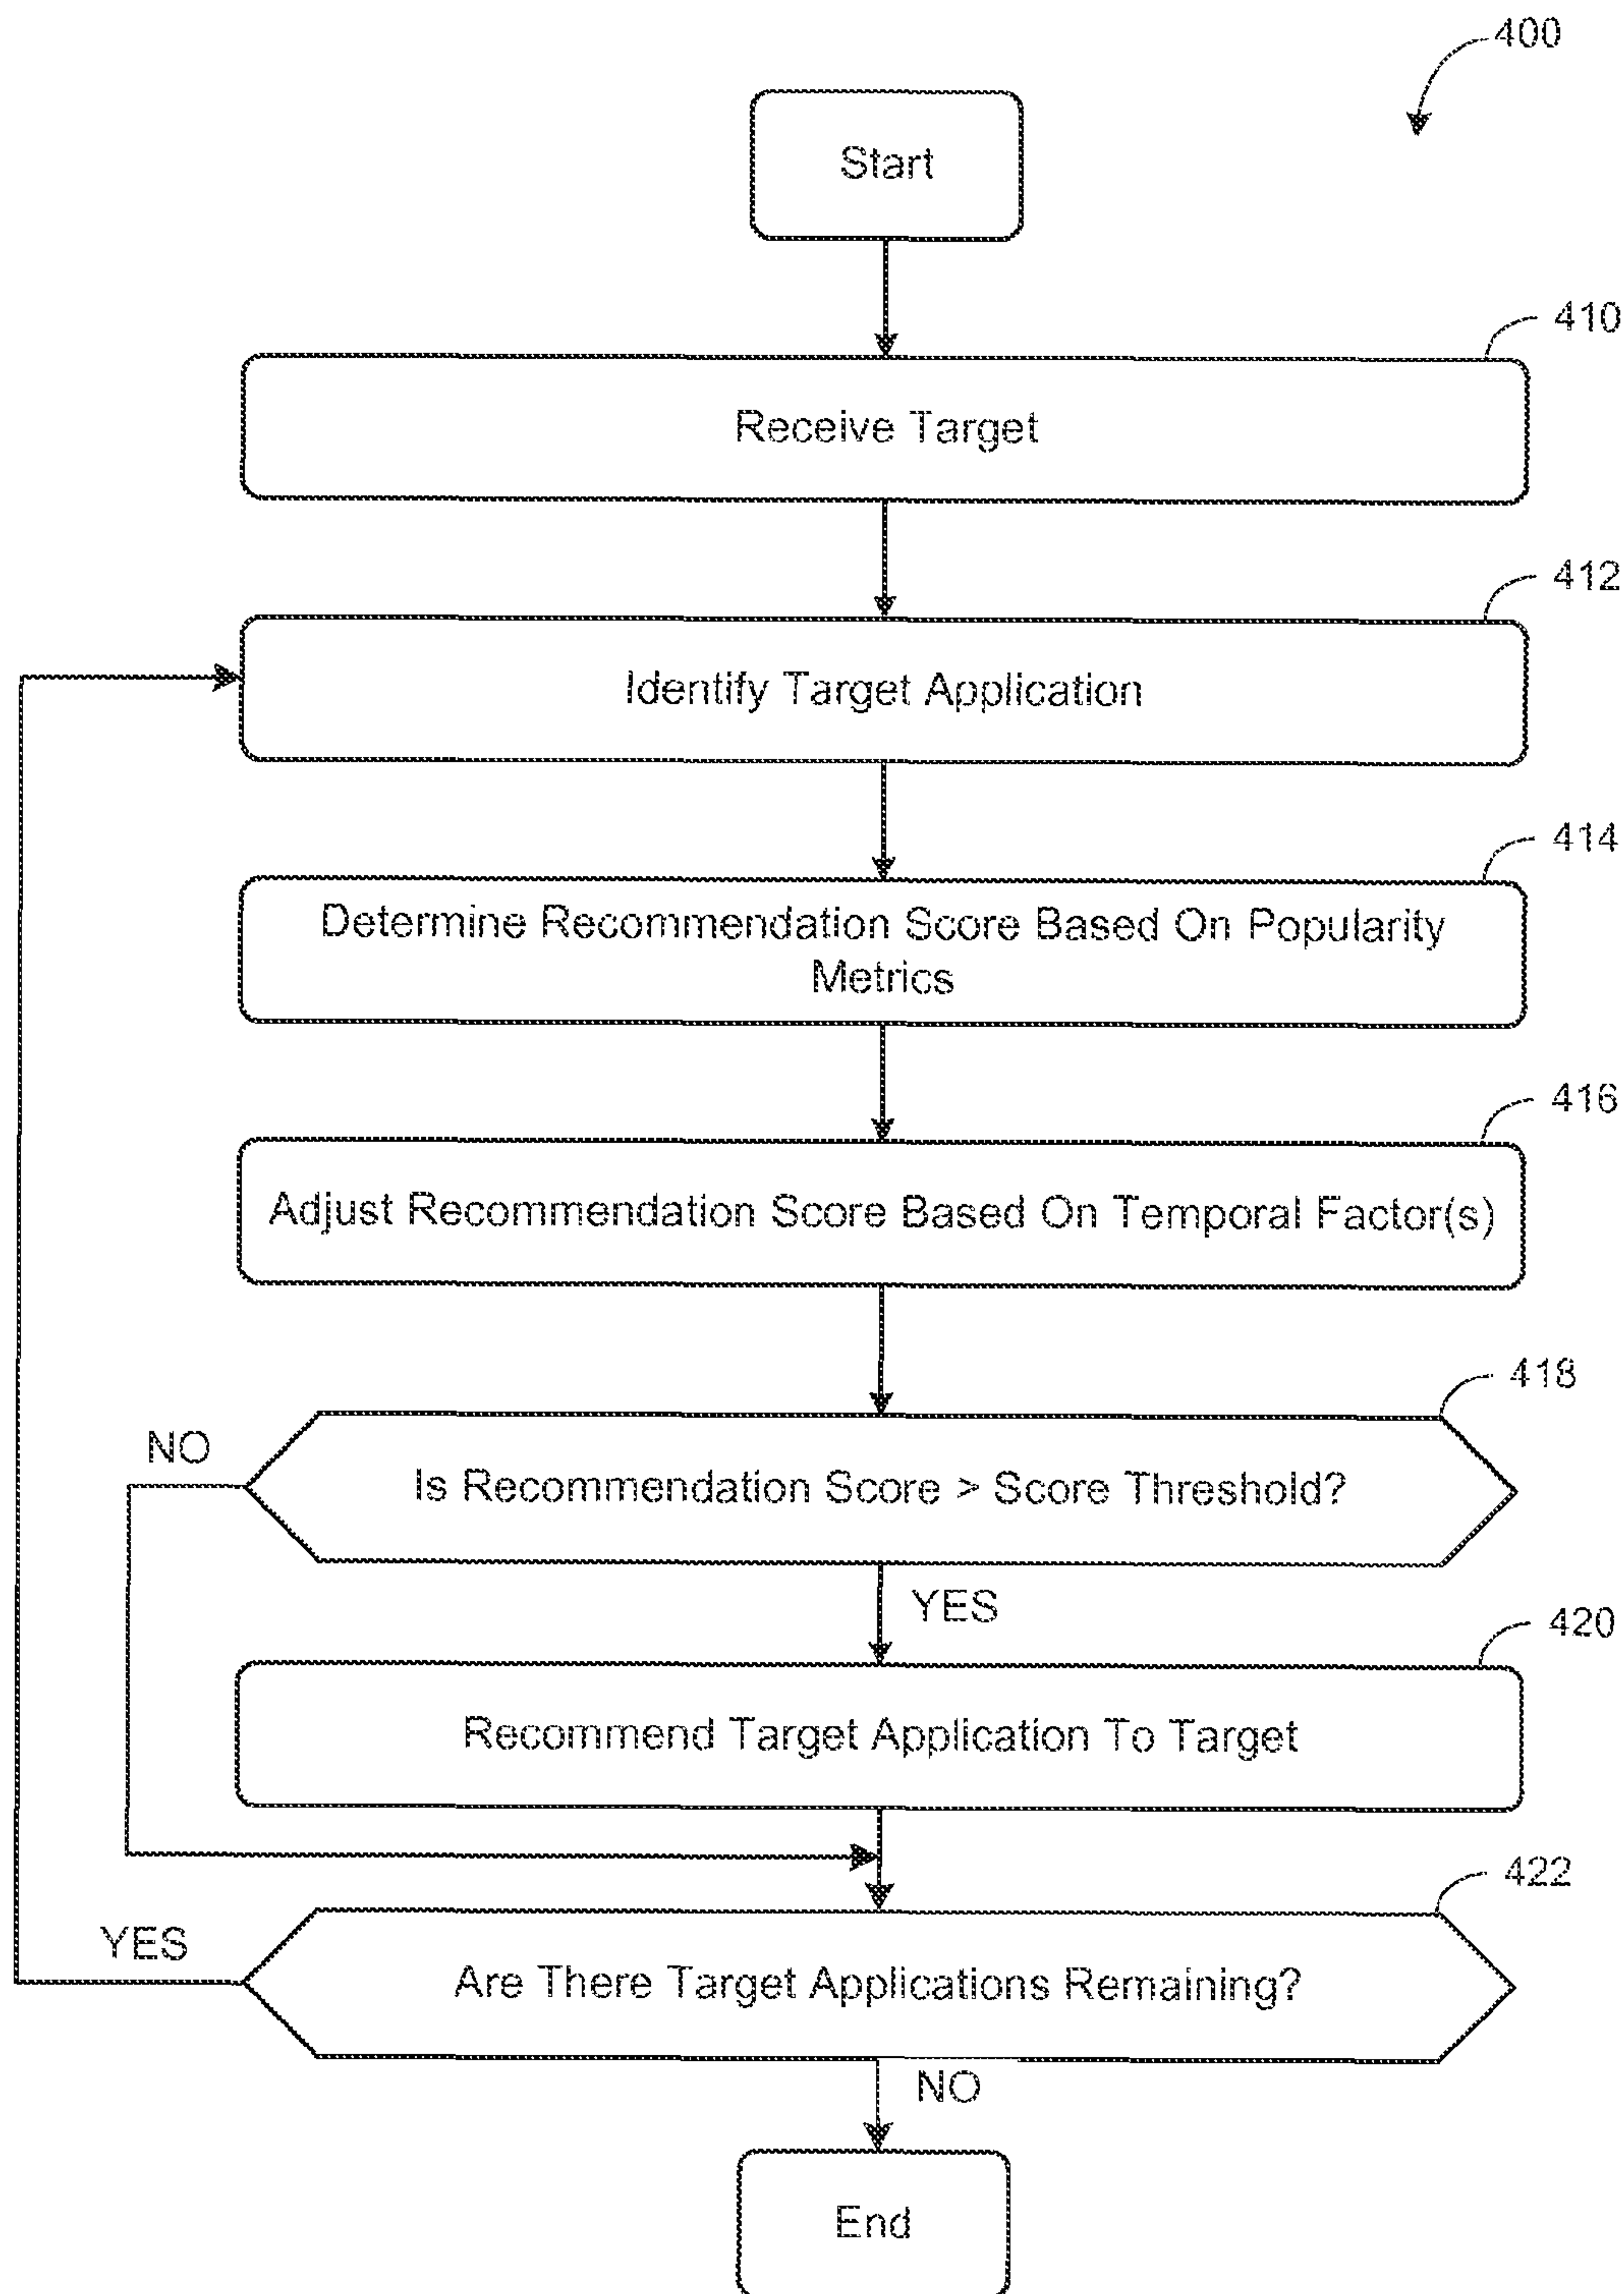 400
Start
410
Receive Target
412
Identify Target Application
414
Determine Recommendation Score Based On Popularity
Metrics
416
Adjust Recommendation Score Based On Temporal Factor(s)
418
NO
Is Recommendation Score > Score Threshold?
YES
420
Recommend Target Application To Target
422
YES
Are There Target Applications Remaining?
NO
End